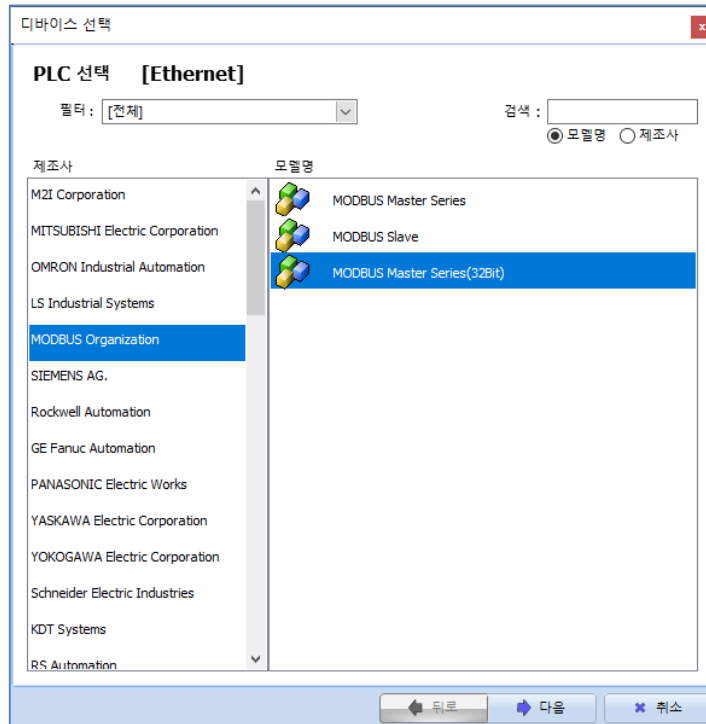 디바이스 선택
x
PLC 선택 [Ethernet]
필터 : [전체]
검색 :
모델명 제조사
제조사
모델명
M2I Corporation
MITSUBISHI Electric Corporation
OMRON Industrial Automation
LS Industrial Systems
MODBUS Organization
SIEMENS AG.
Rockwell Automation
GE Fanuc Automation
PANASONIC Electric Works
YASKAWA Electric Corporation
YOKOGAWA Electric Corporation
Schneider Electric Industries
KDT Systems
RS Automation
MODBUS Master Series
MODBUS Slave
MODBUS Master Series(32Bit)
뒤로 다음 취소